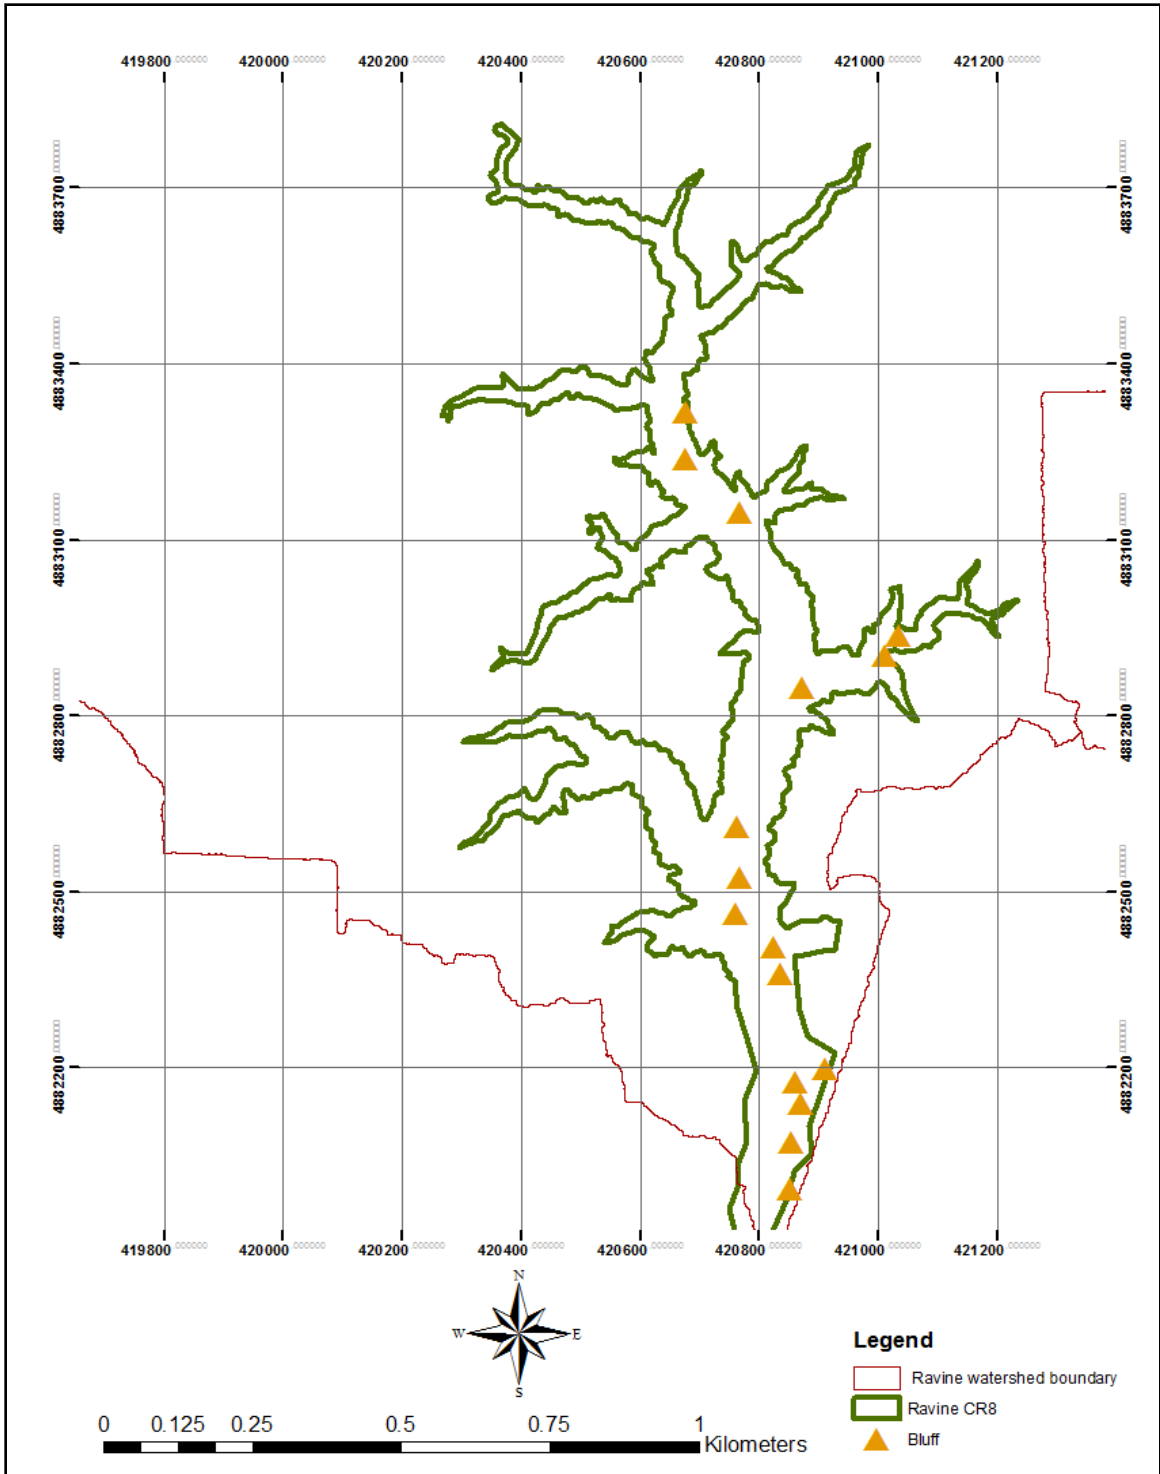 419800 420000 420200 420400 420600 420800 421000 421200
4883700 4883700
4883400 4883400
4883100 4883100
4882800 4882800
4882500 4882500
4882200 4882200
419800 420000 420200 420400 420600 420800 421000 421200
N
W E
S
Legend
Ravine watershed boundary
Ravine CR8
Bluff
0 0.125 0.25 0.5 0.75 1
Kilometers